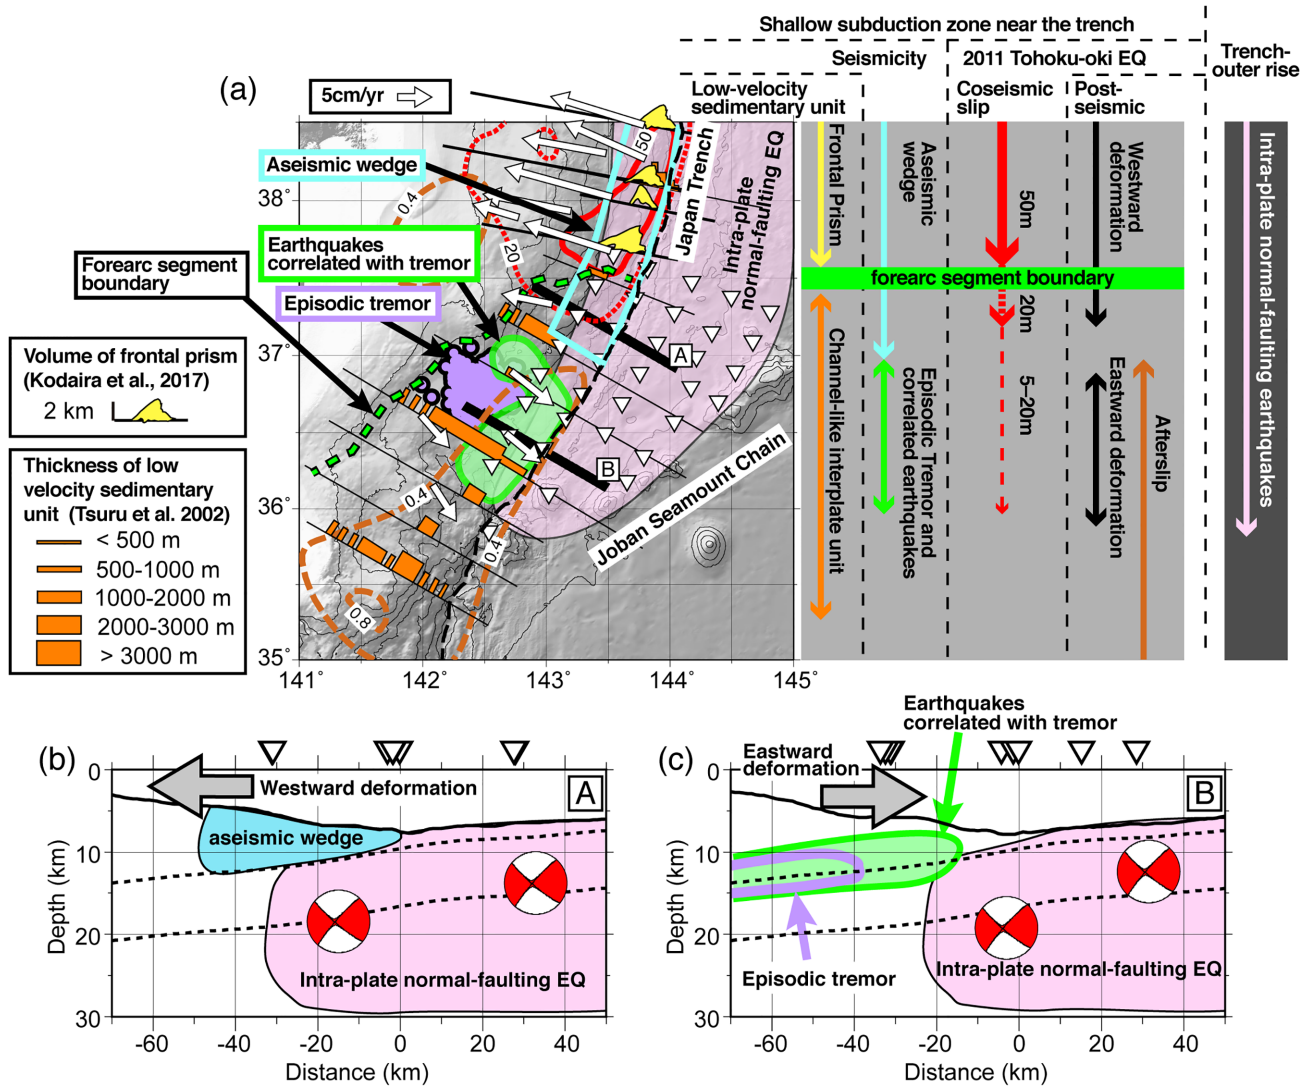 Shallow subduction zone near the trench
Seismicity
2011 Tohoku-oki EQ
Trench-
outer rise
Low-velocity
sedimentary unit
Coseismic
slip
Post-
seismic
(a)
5cm/yr
Aseismic wedge
Earthquakes
correlated with tremor
Forearc segment
boundary
Episodic tremor
Volume of frontal prism
(Kodaira et al., 2017)
2 km
Thickness of low
velocity sedimentary
unit (Tsuru et al. 2002)
< 500 m
500-1000 m
1000-2000 m
2000-3000 m
> 3000 m
38°
37°
36°
35°
141°
142°
143°
144°
145°
50
20
0.4
0.4
0.4
0.8
Japan Trench
Intra-plate
normal-faulting EQ
A
B
Joban Seamount Chain
Frontal Prism
Aseismic
wedge
50m
Westward
deformation
forearc segment boundary
20m
Channel-like interplate unit
Episodic Tremor and
correlated earthquakes
5–20m
Eastward deformation
Afterslip
Intra-plate normal-faulting earthquakes
(b)
Westward deformation
A
aseismic wedge
Intra-plate normal-faulting EQ
0
10
20
30
Depth (km)
-60
-40
-20
0
20
40
Distance (km)
(c)
Earthquakes
correlated with tremor
Eastward
deformation
B
Episodic tremor
Intra-plate normal-faulting EQ
0
10
20
30
Depth (km)
-60
-40
-20
0
20
40
Distance (km)